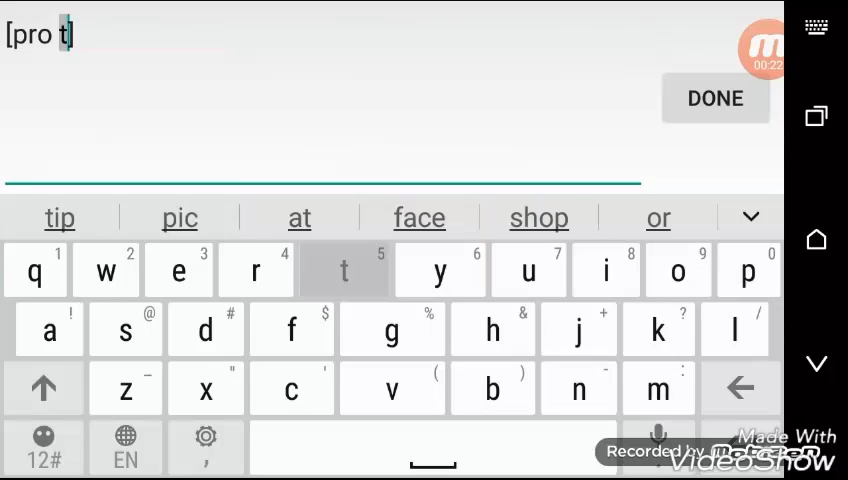 [pro t]
00:22
DONE
tip pic at face shop or
q 1 w 2 e 3 r 4 t 5 y 6 u 7 i 8 o 9 p 0
a ! s @ d # f $ g % h & j + k ? l /
z _ x " c ' v ( b ) n - m :
12# EN ,
Recorded by
Made With
VideoShow